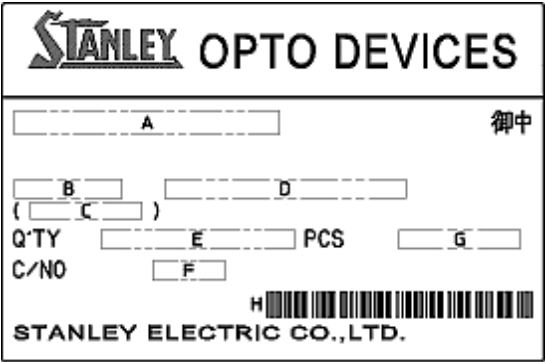 STANLEY OPTO DEVICES
A 御中
B D
( C )
Q'TY E PCS G
C/NO F
H
STANLEY ELECTRIC CO.,LTD.